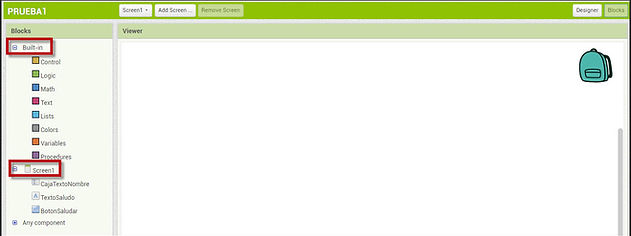 PRUEBA1
Screen1 Add Screen ... Remove Screen Designer Blocks
Blocks
Viewer
Built-in
Control
Logic
Math
Text
Lists
Colors
Variables
Procedures
Screen1
CajaTextoNombre
TextoSaludo
BotonSaludar
Any component